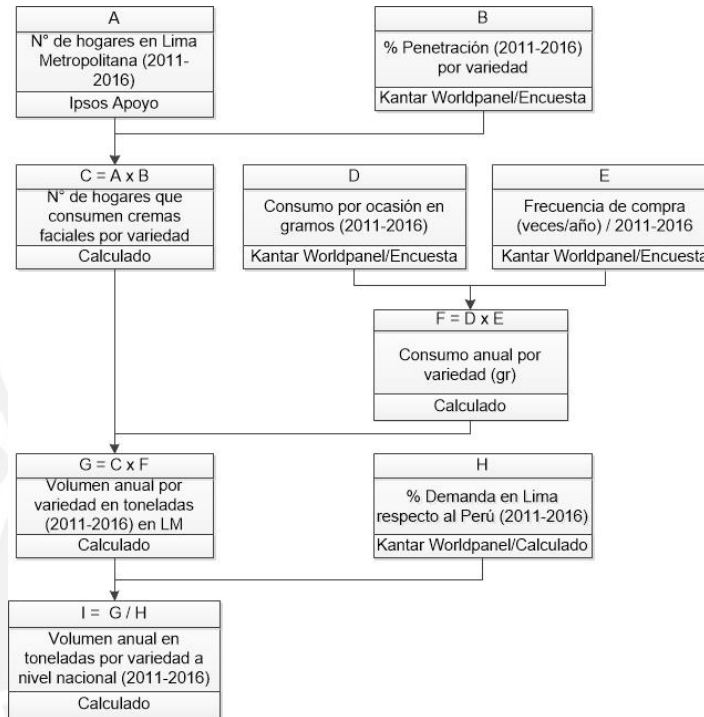 A
N° de hogares en Lima
Metropolitana (2011-
2016)
Ipsos Apoyo
B
% Penetración (2011-2016)
por variedad
Kantar Worldpanel/Encuesta
C = A x B
N° de hogares que
consumen cremas
faciales por variedad
Calculado
D
Consumo por ocasión en
gramos (2011-2016)
Kantar Worldpanel/Encuesta
E
Frecuencia de compra
(veces/año) / 2011-2016
Kantar Worldpanel/Encuesta
F = D x E
Consumo anual por
variedad (gr)
Calculado
G = C x F
Volumen anual por
variedad en toneladas
(2011-2016) en LM
Calculado
H
% Demanda en Lima
respecto al Perú (2011-2016)
Kantar Worldpanel/Calculado
I = G / H
Volumen anual en
toneladas por variedad a
nivel nacional (2011-2016)
Calculado